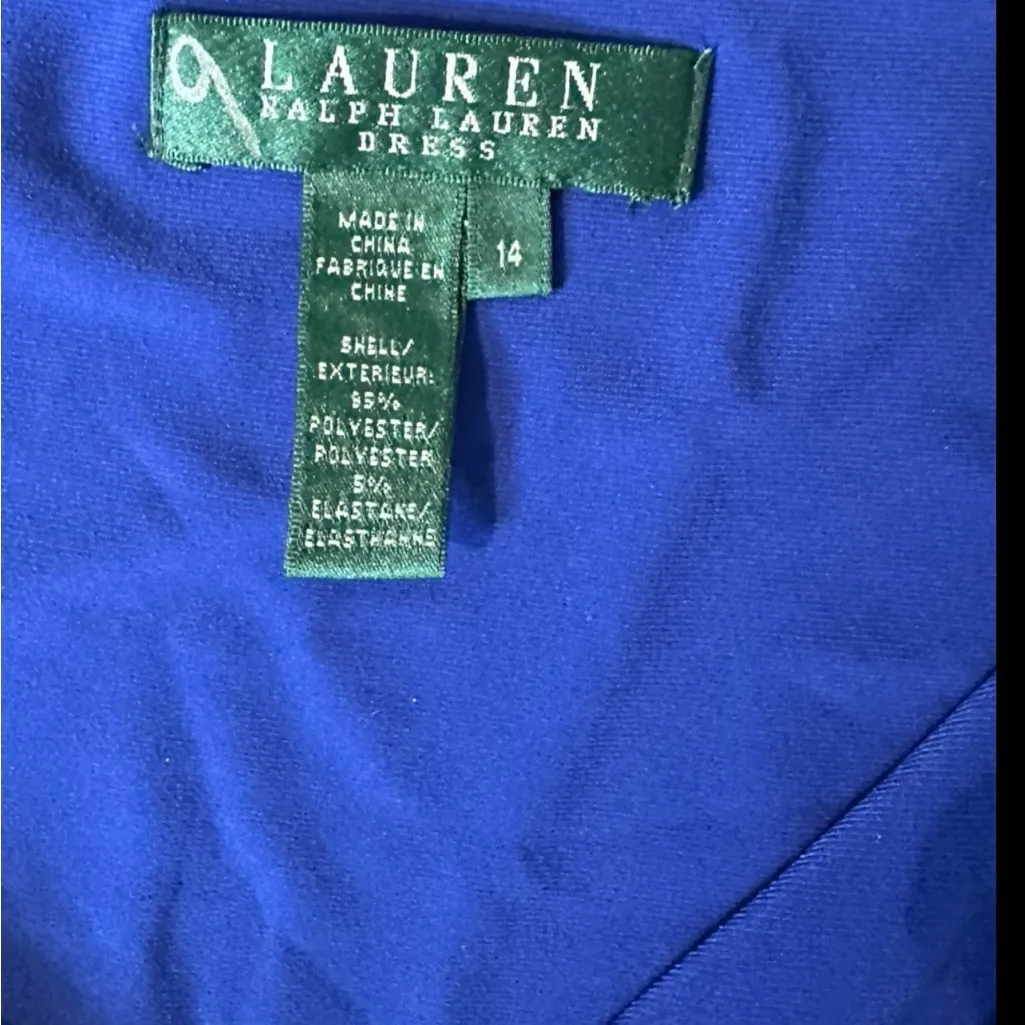 9
LAUREN
RALPH LAUREN
DRESS
MADE IN
CHINA
FABRIQUE EN
CHINE
14
SHELL/
EXTERIEUR:
95%
POLYESTER/
POLYESTER
5%
ELASTANE/
ELASTHANNE